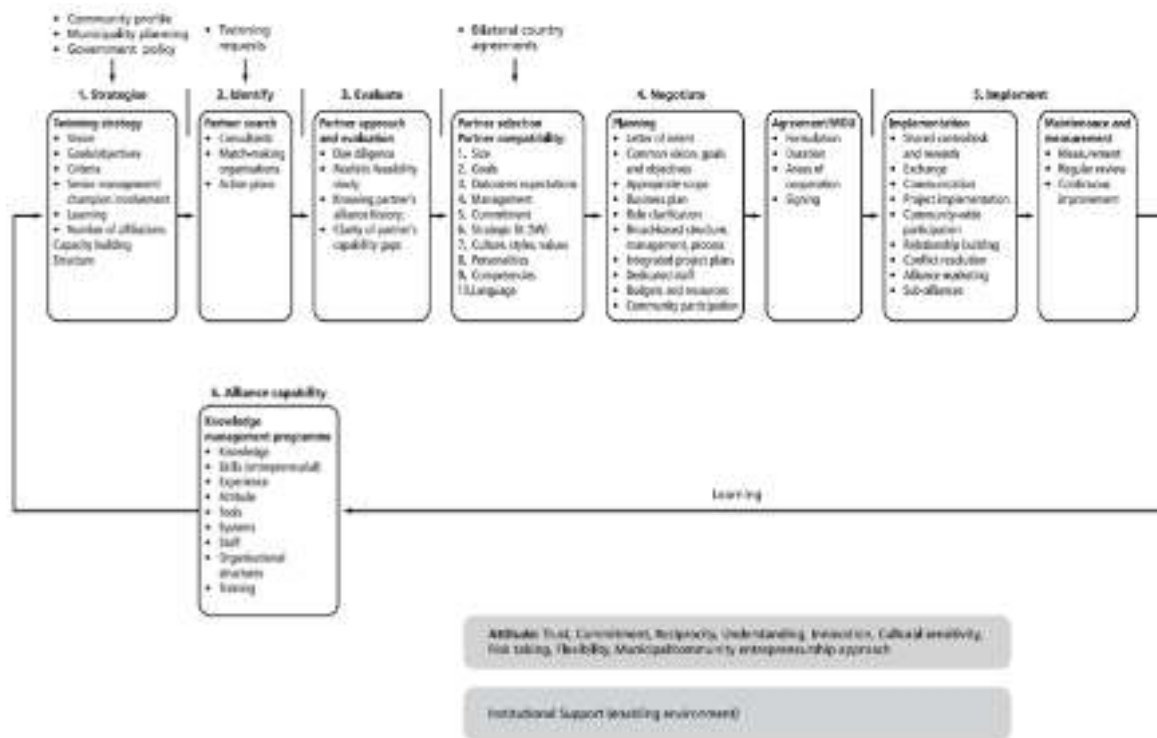 • Community profile
• Municipality planning
• Government policy
• Twinning
requests
• Bilateral country
agreements
1. Strategise
2. Identify
3. Evaluate
4. Negotiate
5. Implement
Twinning strategy
• Vision
• Goals/objectives
• Criteria
• Senior management/
champion involvement
• Learning
• Number of affiliations
Capacity building
Structure
Partner search
• Consultants
• Match-making
organisations
• Action plans
Partner approach
and evaluation
• Due diligence
• Realistic feasibility
study
• Knowing partner's
alliance history;
• Clarity of partner's
capability gaps
Partner selection
Partner compatibility:
1. Size
2. Goals
3. Outcomes expectations
4. Management
5. Commitment
6. Strategic fit
7. Culture, styles, values
8. Personalities
9. Competencies
10. Language
Planning
• Letter of intent
• Common vision, goals
and objectives
• Appropriate scope
• Business plan
• Role clarification
• Broad-based structure,
management, process
• Integrated project plans
• Dedicated staff
• Budgets and resources
• Community participation
Agreement/MOU
• Formulation
• Duration
• Areas of
cooperation
• Signing
Implementation
• Shared control/risk
and rewards
• Exchange
• Communication
• Project implementation
• Community-wide
participation
• Relationship building
• Conflict resolution
• Alliance marketing
• Sub-alliances
Maintenance and
measurement
• Measurement
• Regular review
• Continuous
improvement
6. Alliance capability
Knowledge
management programme
• Knowledge
• Skills (entrepreneurial)
• Experience
• Attitude
• Tools
• Systems
• Staff
• Organisational
structures
• Training
Learning
Attitude: Trust, Commitment, Reciprocity, Understanding, Innovation, Cultural sensitivity,
Risk taking, Flexibility, Municipal/community entrepreneurship approach
Institutional Support (enabling environment)